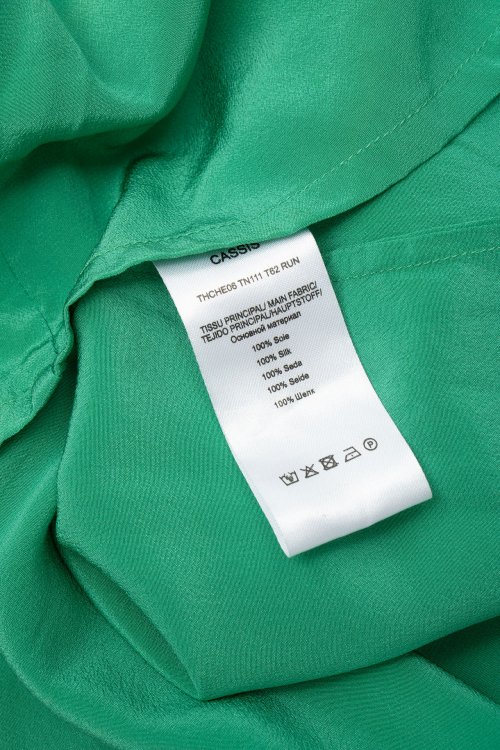 CASSIS
THCHE06 TN111 T62 RUN
TISSU PRINCIPAL/ MAIN FABRIC/
TEJIDO PRINCIPAL/HAUPTSTOFF/
Основной материал
100% Soie
100% Silk
100% Seda
100% Seide
100% Шелк
P